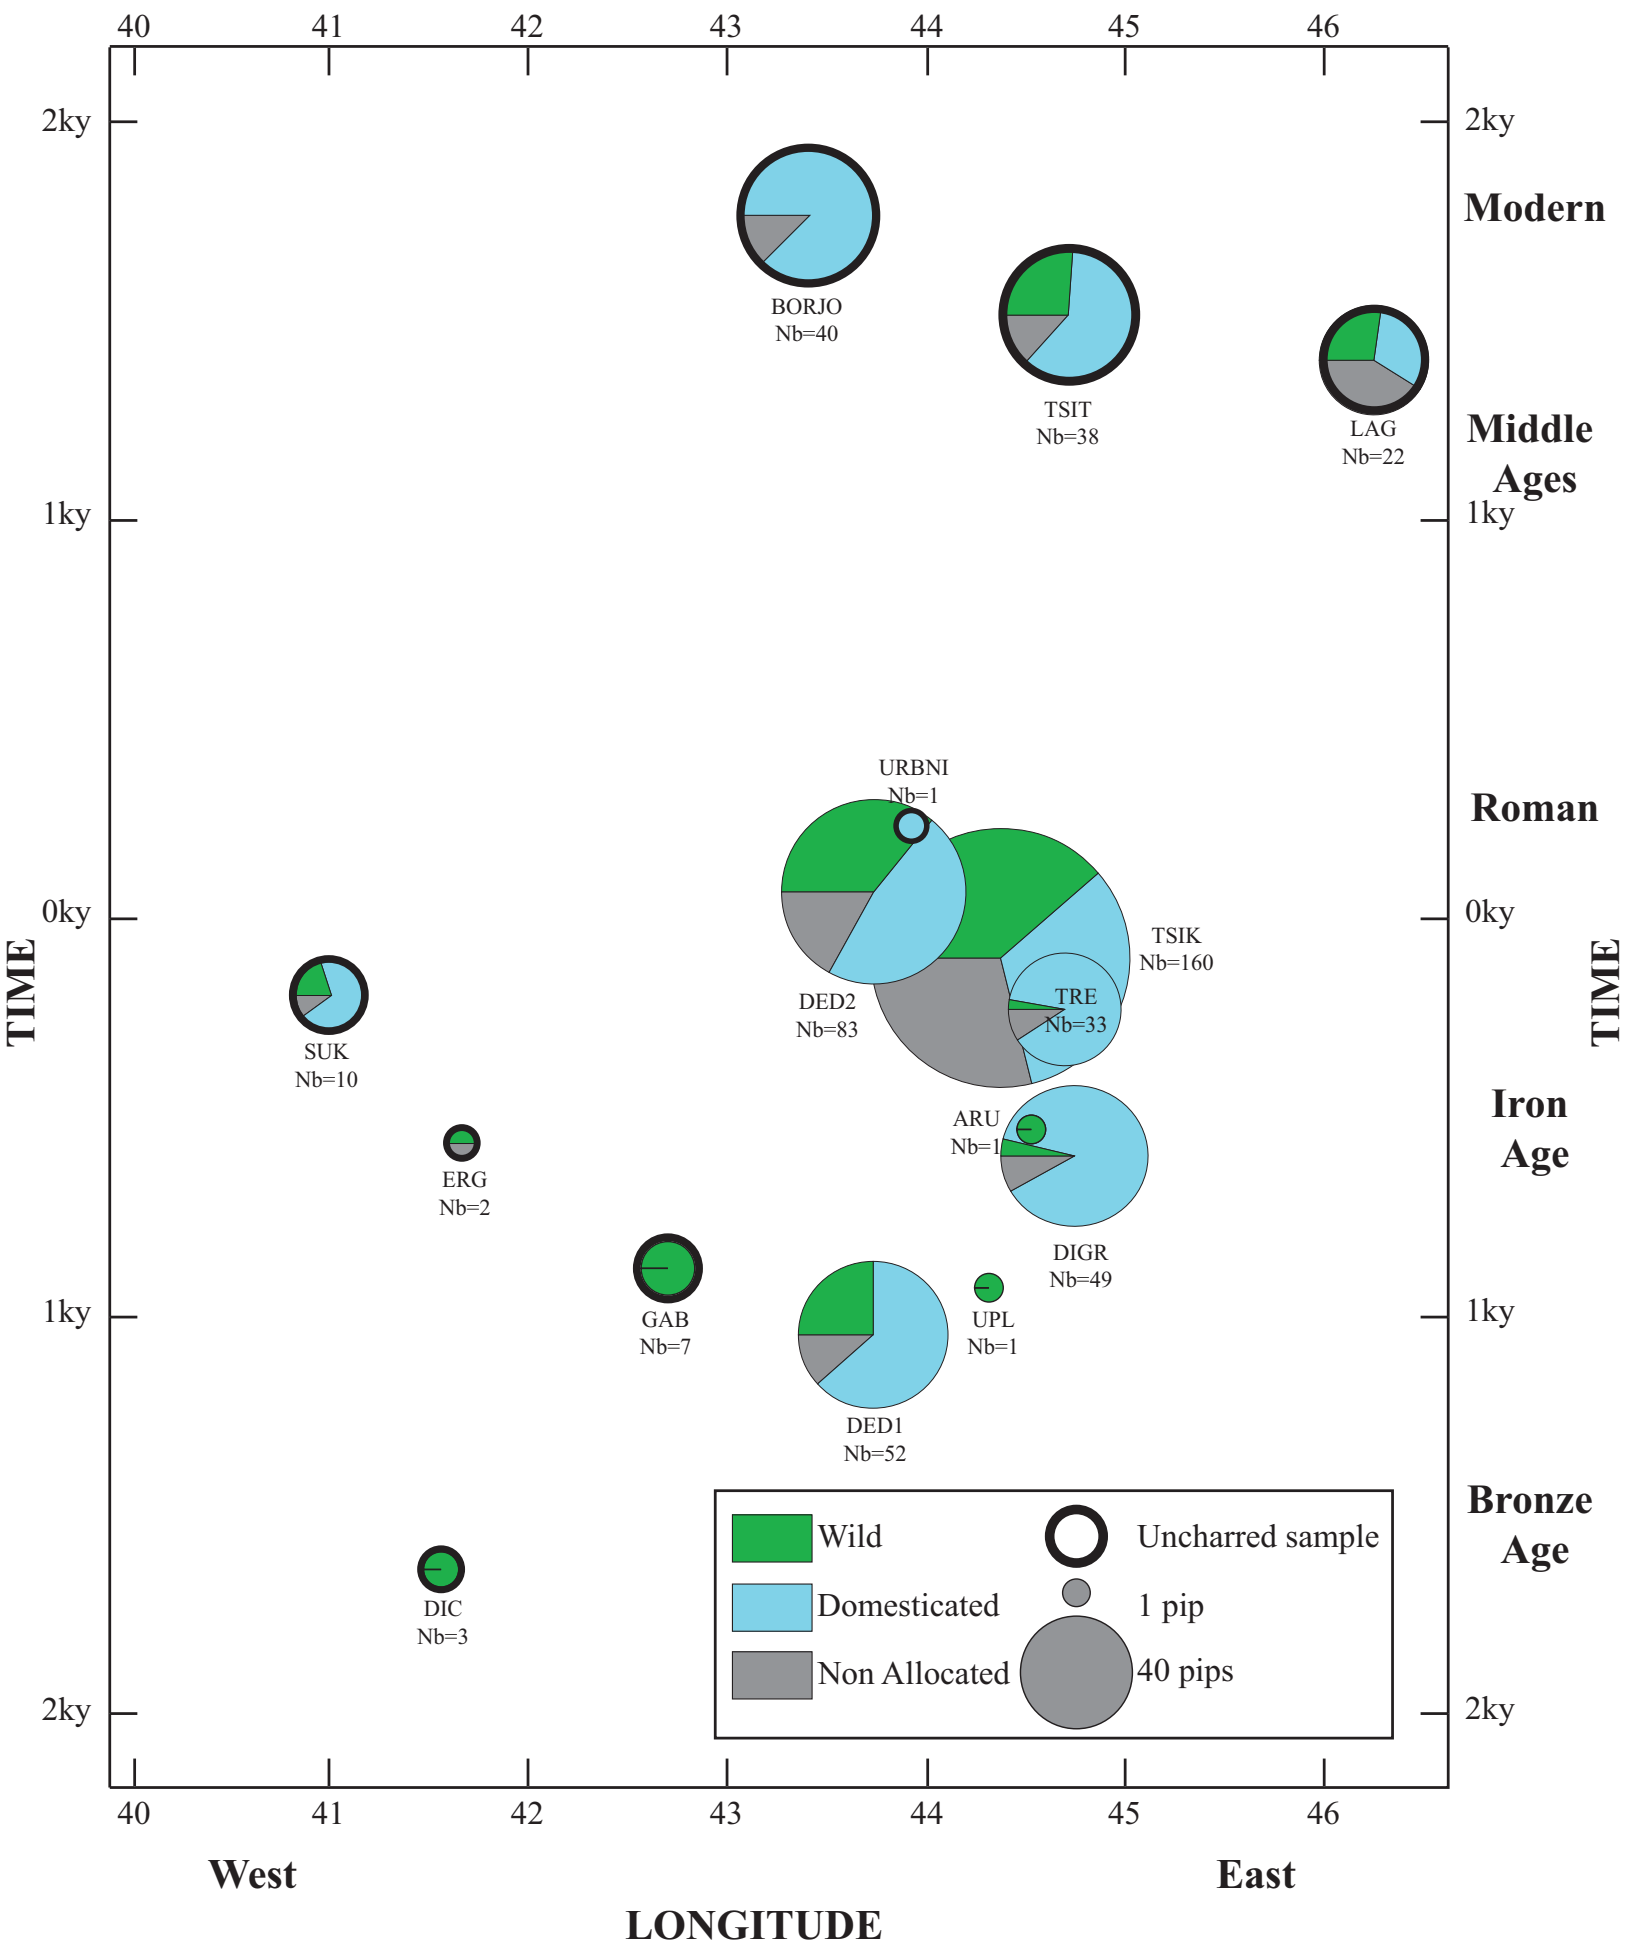 40 41 42 43 44 45 46
2ky 2ky
Modern
BORJO
Nb=40
TSIT
Nb=38
LAG
Nb=22
Middle
Ages
1ky 1ky
URBNI
Nb=1
Roman
0ky 0ky
TSIK
Nb=160
DED2
Nb=83
TRE
Nb=33
TIME TIME
SUK
Nb=10
ARU
Nb=1
Iron
Age
ERG
Nb=2
DIGR
Nb=49
GAB
Nb=7
UPL
Nb=1
1ky 1ky
DED1
Nb=52
Bronze
Age
Wild Uncharred sample
Domesticated 1 pip
Non Allocated 40 pips
DIC
Nb=3
2ky 2ky
40 41 42 43 44 45 46
West East
LONGITUDE